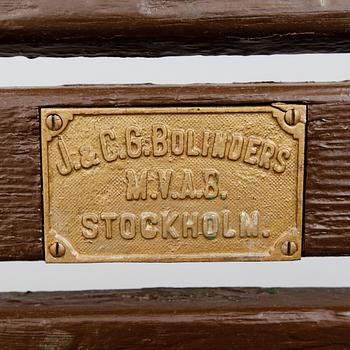 J. & C. G. BOLINDERS
M.V.A.B.
STOCKHOLM.